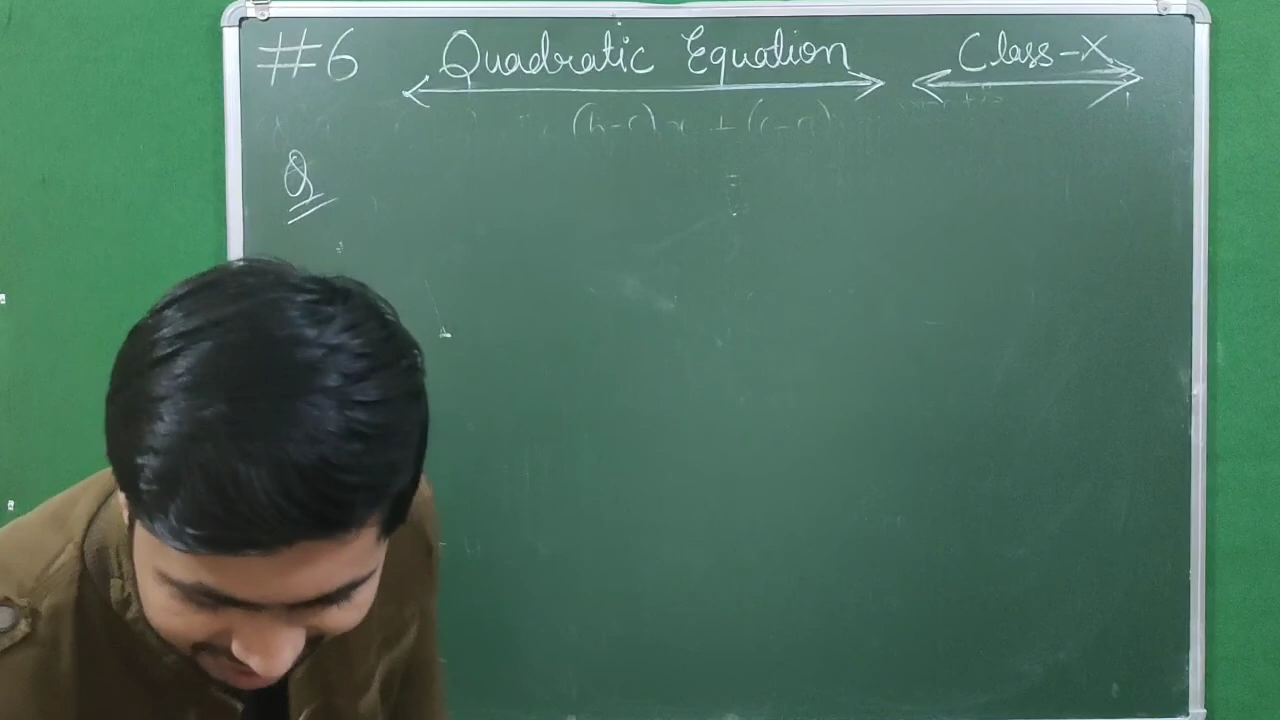 #6 Quadratic Equation Class-X
(b-c)x + (c-a)
Q